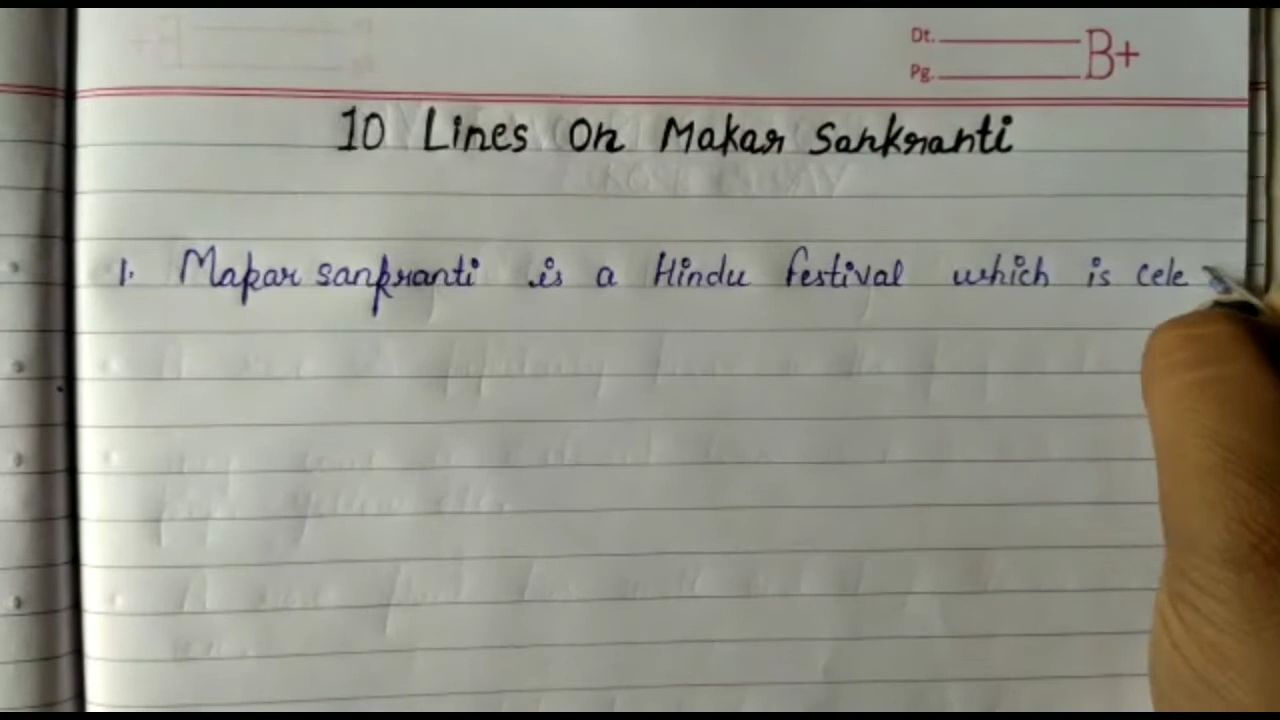 Dt.
Pg.
B+
10 Lines On Makar Sankranti
1. Makar sankranti is a Hindu festival which is cele